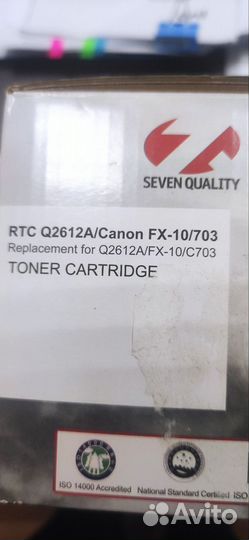 SEVEN QUALITY
RTC Q2612A/Canon FX-10/703
Replacement for Q2612A/FX-10/C703
TONER CARTRIDGE
ISO 14000 Accredited National Standard Certified ISO
Avito